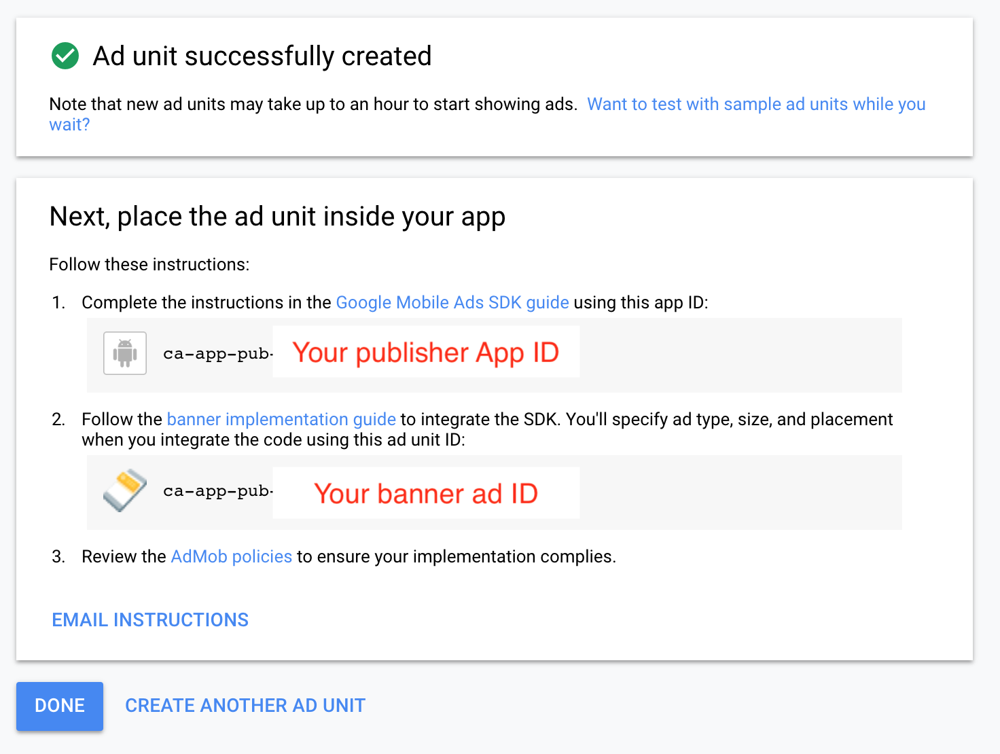 Ad unit successfully created
Note that new ad units may take up to an hour to start showing ads. Want to test with sample ad units while you
wait?
Next, place the ad unit inside your app
Follow these instructions:
1. Complete the instructions in the Google Mobile Ads SDK guide using this app ID:
ca-app-pub- Your publisher App ID
2. Follow the banner implementation guide to integrate the SDK. You'll specify ad type, size, and placement
when you integrate the code using this ad unit ID:
ca-app-pub- Your banner ad ID
3. Review the AdMob policies to ensure your implementation complies.
EMAIL INSTRUCTIONS
DONE CREATE ANOTHER AD UNIT